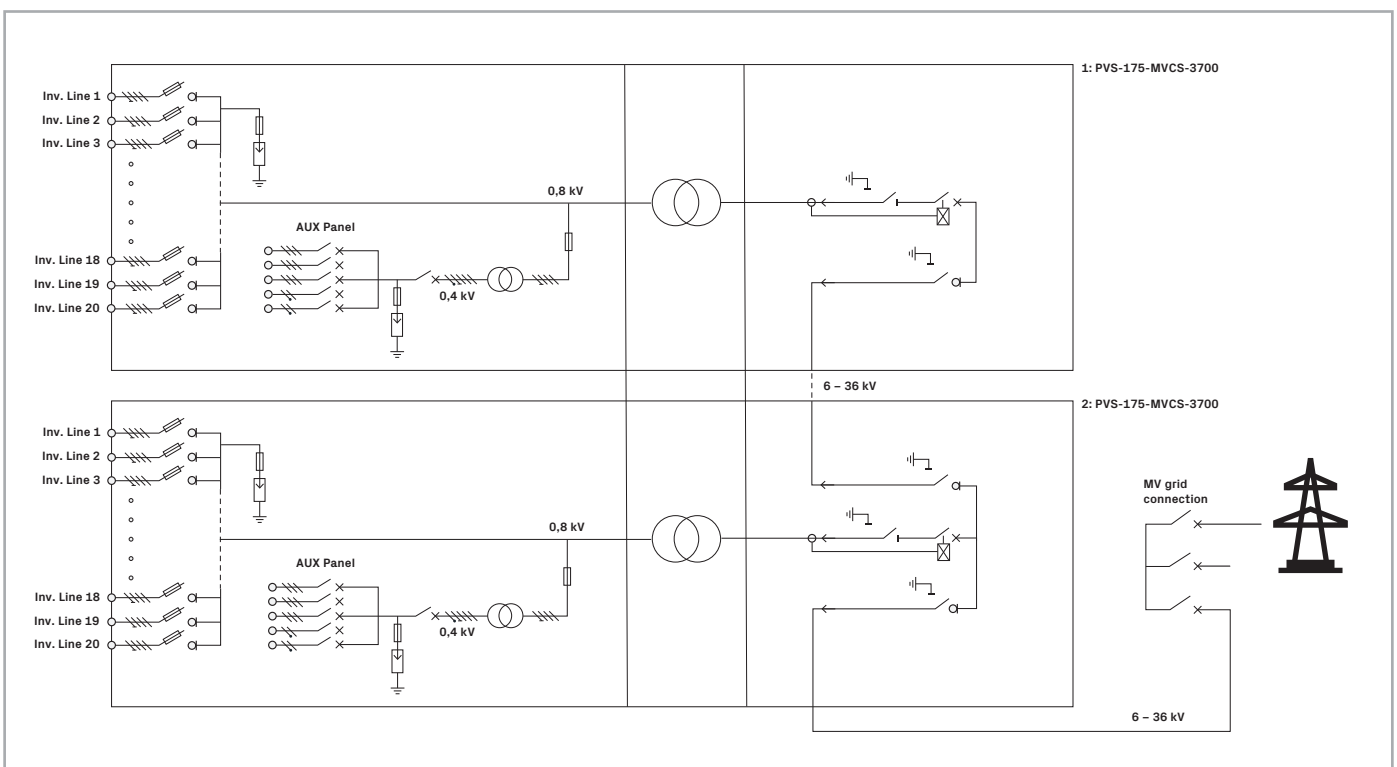 1: PVS-175-MVCS-3700
Inv. Line 1
Inv. Line 2
Inv. Line 3
0,8 kV
AUX Panel
Inv. Line 18
Inv. Line 19
Inv. Line 20
0,4 kV
6 – 36 kV
2: PVS-175-MVCS-3700
Inv. Line 1
Inv. Line 2
Inv. Line 3
0,8 kV
AUX Panel
Inv. Line 18
Inv. Line 19
Inv. Line 20
0,4 kV
MV grid
connection
6 – 36 kV